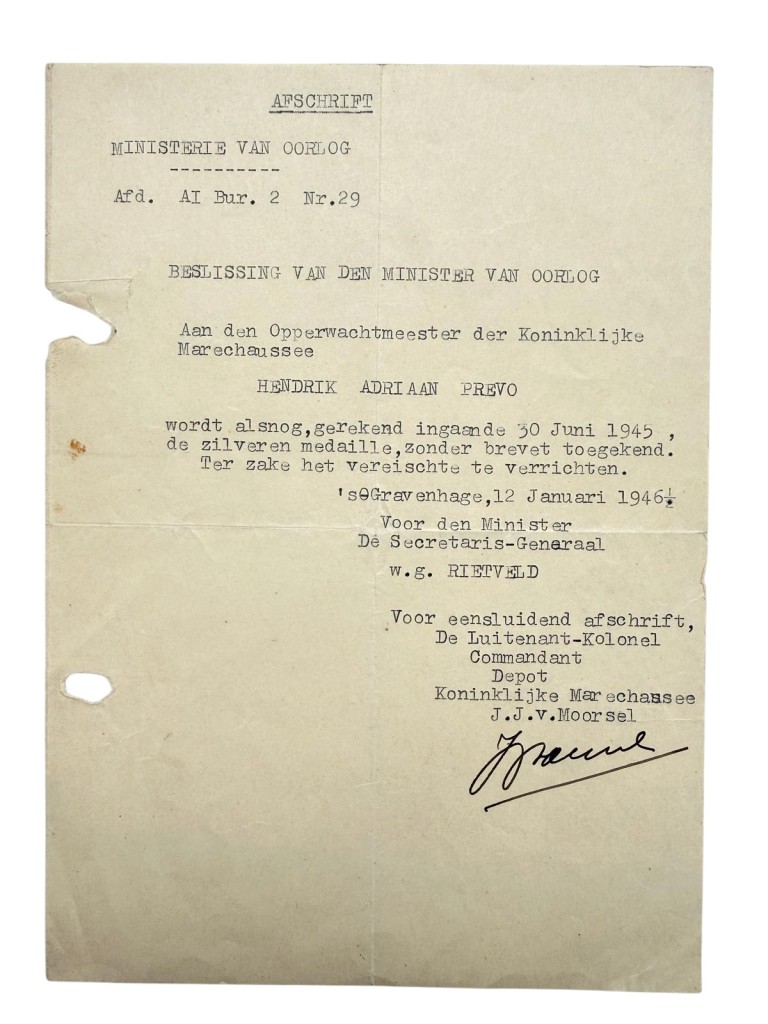 AFSCHRIFT
MINISTERIE VAN OORLOG
----------
Afd. AI Bur. 2 Nr.29
BESLISSING VAN DEN MINISTER VAN OORLOG
Aan den Opperwachtmeester der Koninklijke
Marechaussee
HENDRIK ADRIAAN PREVO
wordt alsnog,gerekend ingaande 30 Juni 1945 ,
de zilveren medaille,zonder brevet toegekend.
Ter zake het vereischte te verrichten.
's-Gravenhage,12 Januari 1946.
Voor den Minister
De Secretaris-Generaal
w.g. RIETVELD
Voor eensluidend afschrift,
De Luitenant-Kolonel
Commandant
Depot
Koninklijke Marechaussee
J.J.v.Moorsel